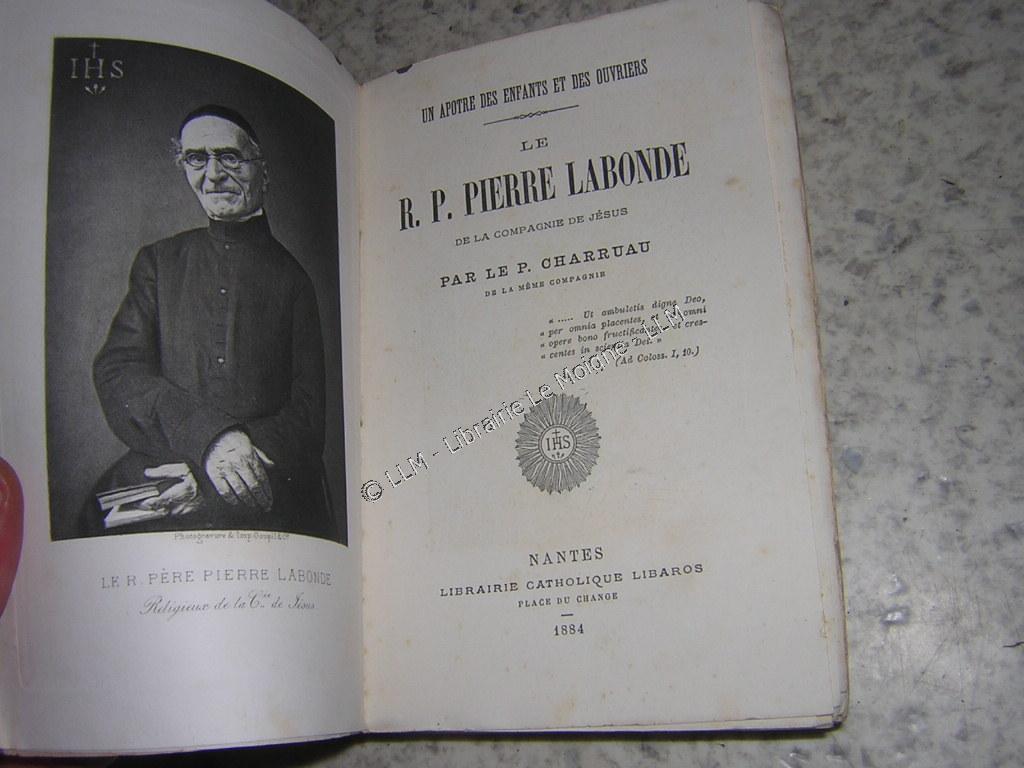 IHS
Photogravure & Imp. Goupil & Cie
LE R. PÈRE PIERRE LABONDE
Religieux de la Cie. de Jésus
UN APOTRE DES ENFANTS ET DES OUVRIERS
LE
R. P. PIERRE LABONDE
DE LA COMPAGNIE DE JÉSUS
PAR LE P. CHARRUAU
DE LA MÊME COMPAGNIE
« ..... Ut ambuletis digne Deo,
« per omnia placentes, et in omni
« opere bono fructificantes et cres-
« centes in scientia Dei. »
(Ad Coloss. I, 10.)
IHS
NANTES
LIBRAIRIE CATHOLIQUE LIBAROS
PLACE DU CHANGE
1884
© LLM - Librairie Le Moigne - LLM